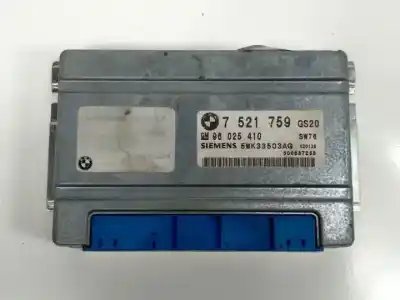 7 521 759 GS20
GM 96 025 410 SW76
SIEMENS 5WK33503AG